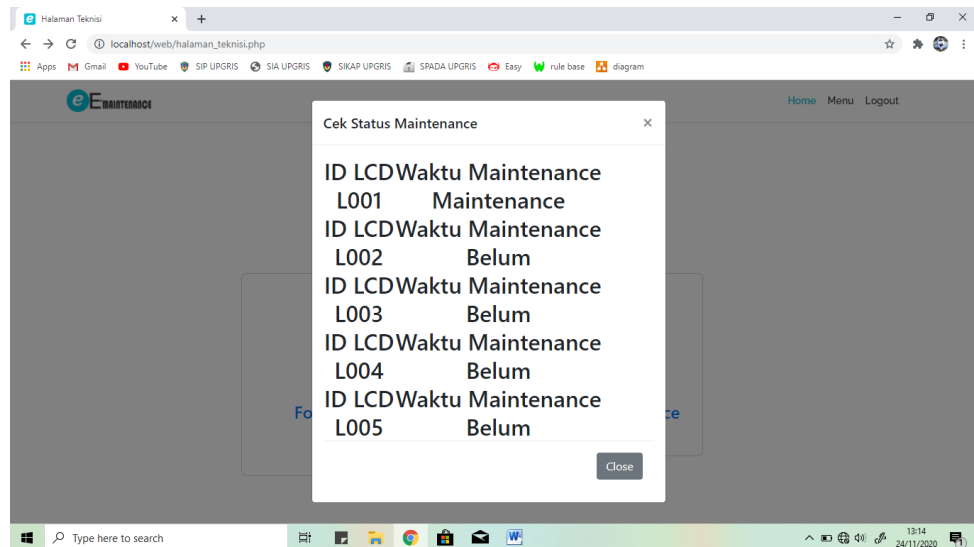 Halaman Teknisi
localhost/web/halaman_teknisi.php
Apps Gmail YouTube SIP UPGRIS SIA UPGRIS SIKAP UPGRIS SPADA UPGRIS Easy rule base diagram
EMAINTENANCE
Home Menu Logout
Cek Status Maintenance ×
ID LCD Waktu Maintenance
L001 Maintenance
ID LCD Waktu Maintenance
L002 Belum
ID LCD Waktu Maintenance
L003 Belum
ID LCD Waktu Maintenance
L004 Belum
Fo ce
ID LCD Waktu Maintenance
L005 Belum
Close
Type here to search
13:14
24/11/2020